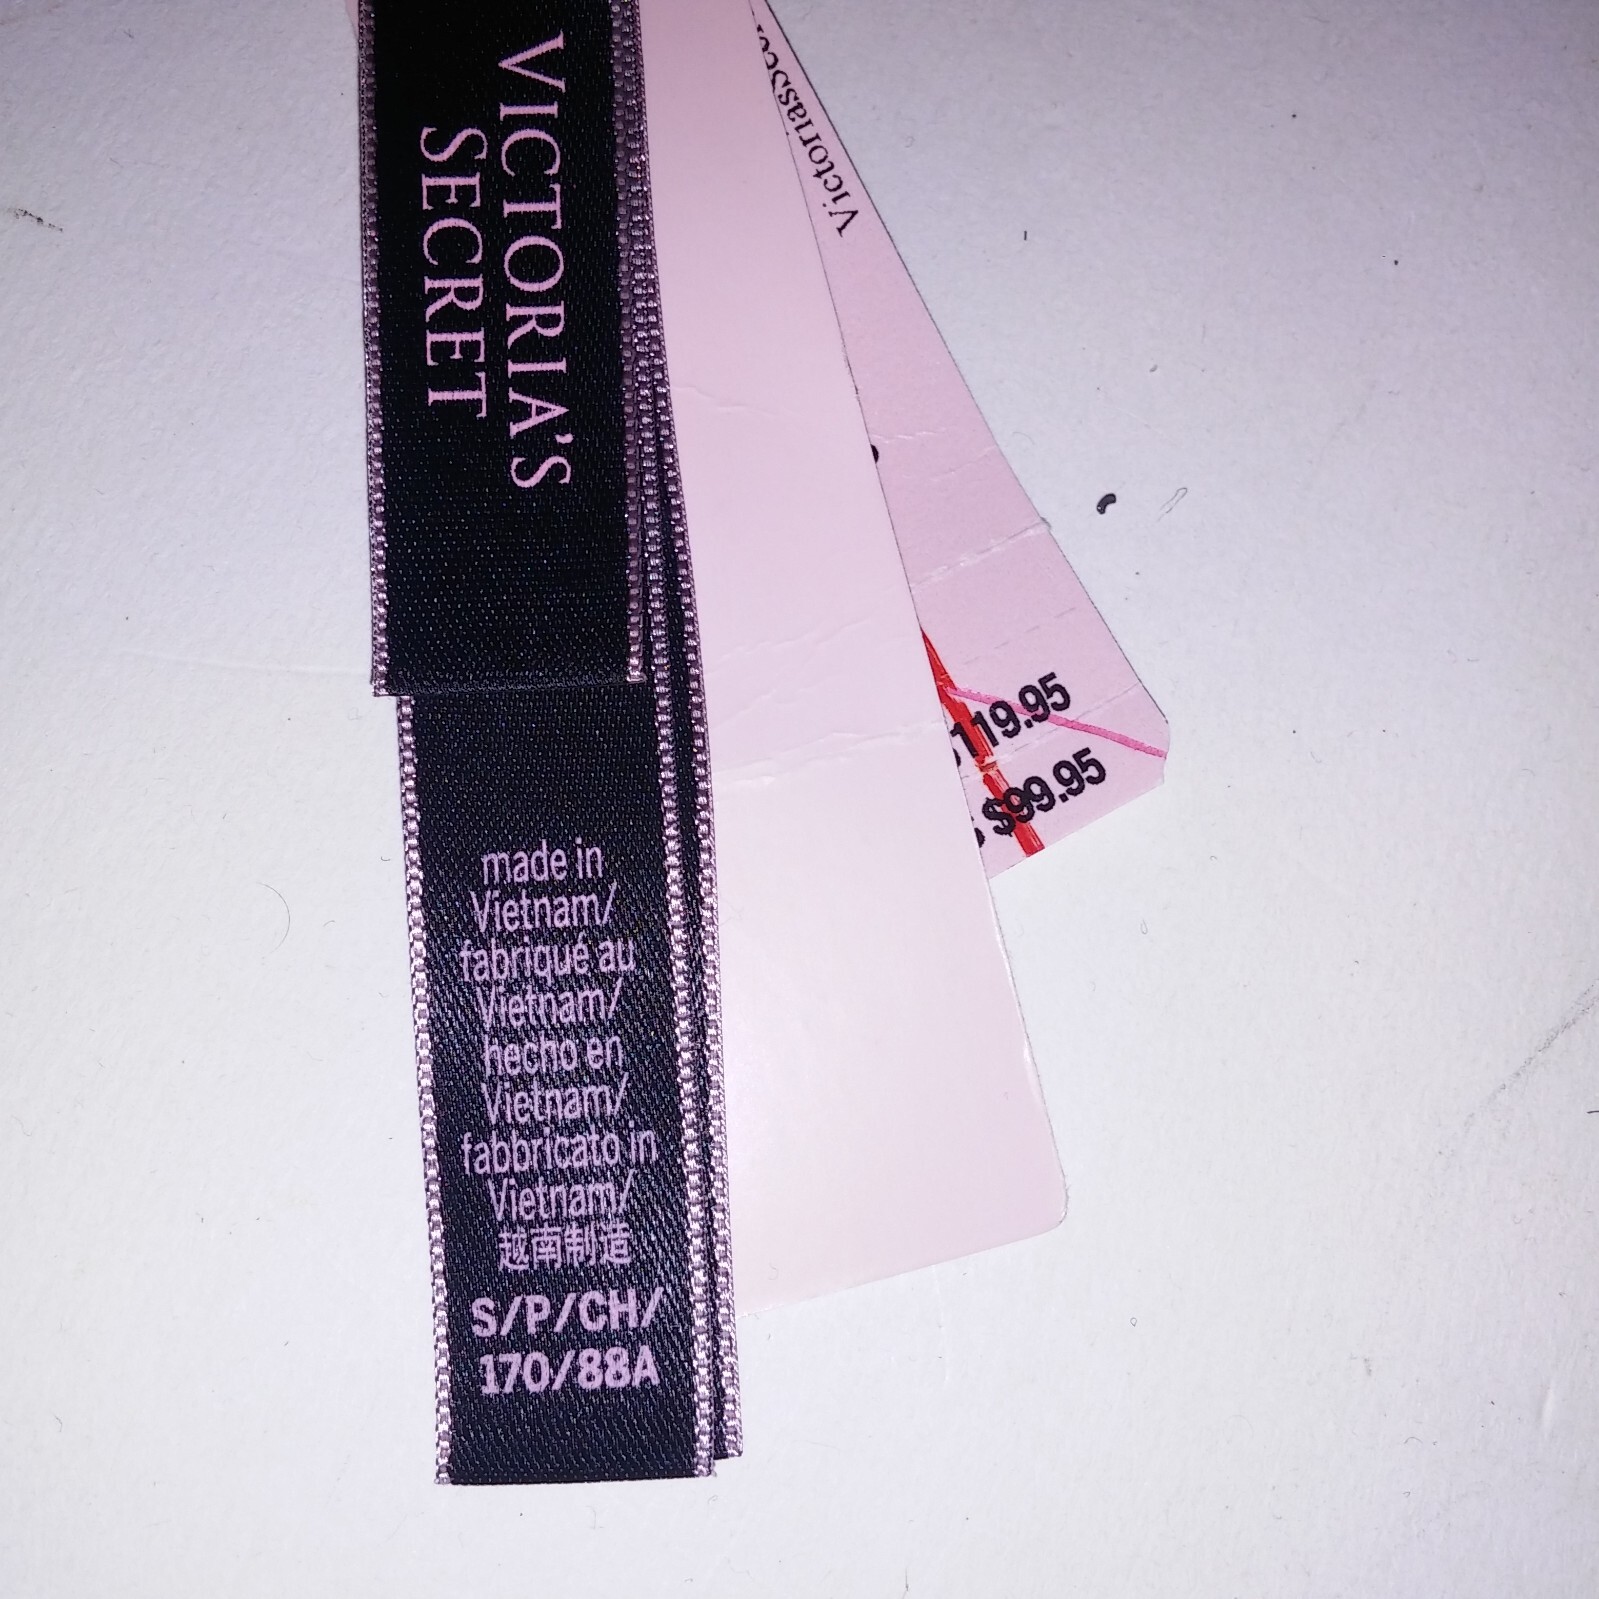 VICTORIA'S
SECRET
made in
Vietnam/
fabriqué au
Vietnam/
hecho en
Vietnam/
fabbricato in
Vietnam/
越南制造
S/P/CH/
170/88A
119.95
$99.95